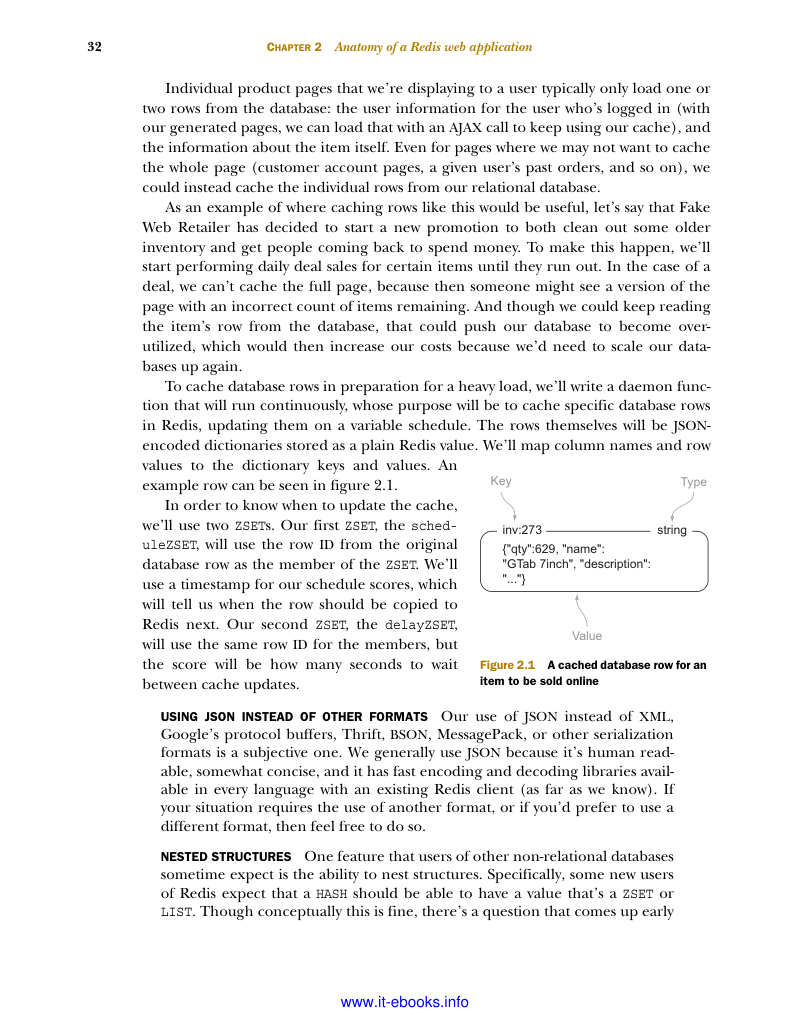 32
CHAPTER 2 Anatomy of a Redis web application
Individual product pages that we're displaying to a user typically only load one or
two rows from the database: the user information for the user who's logged in (with
our generated pages, we can load that with an AJAX call to keep using our cache), and
the information about the item itself. Even for pages where we may not want to cache
the whole page (customer account pages, a given user's past orders, and so on), we
could instead cache the individual rows from our relational database.
As an example of where caching rows like this would be useful, let's say that Fake
Web Retailer has decided to start a new promotion to both clean out some older
inventory and get people coming back to spend money. To make this happen, we'll
start performing daily deal sales for certain items until they run out. In the case of a
deal, we can't cache the full page, because then someone might see a version of the
page with an incorrect count of items remaining. And though we could keep reading
the item's row from the database, that could push our database to become over-
utilized, which would then increase our costs because we'd need to scale our data-
bases up again.
To cache database rows in preparation for a heavy load, we'll write a daemon func-
tion that will run continuously, whose purpose will be to cache specific database rows
in Redis, updating them on a variable schedule. The rows themselves will be JSON-
encoded dictionaries stored as a plain Redis value. We'll map column names and row
values to the dictionary keys and values. An
example row can be seen in figure 2.1.
In order to know when to update the cache,
we'll use two ZSETs. Our first ZSET, the sched-
uleZSET, will use the row ID from the original
database row as the member of the ZSET. We'll
use a timestamp for our schedule scores, which
will tell us when the row should be copied to
Redis next. Our second ZSET, the delayZSET,
will use the same row ID for the members, but
the score will be how many seconds to wait
between cache updates.
Key
Type
inv:273
string
{"qty":629, "name":
"GTab 7inch", "description":
"..."}
Value
Figure 2.1 A cached database row for an
item to be sold online
USING JSON INSTEAD OF OTHER FORMATS Our use of JSON instead of XML,
Google's protocol buffers, Thrift, BSON, MessagePack, or other serialization
formats is a subjective one. We generally use JSON because it's human read-
able, somewhat concise, and it has fast encoding and decoding libraries avail-
able in every language with an existing Redis client (as far as we know). If
your situation requires the use of another format, or if you'd prefer to use a
different format, then feel free to do so.
NESTED STRUCTURES One feature that users of other non-relational databases
sometime expect is the ability to nest structures. Specifically, some new users
of Redis expect that a HASH should be able to have a value that's a ZSET or
LIST. Though conceptually this is fine, there's a question that comes up early
www.it-ebooks.info